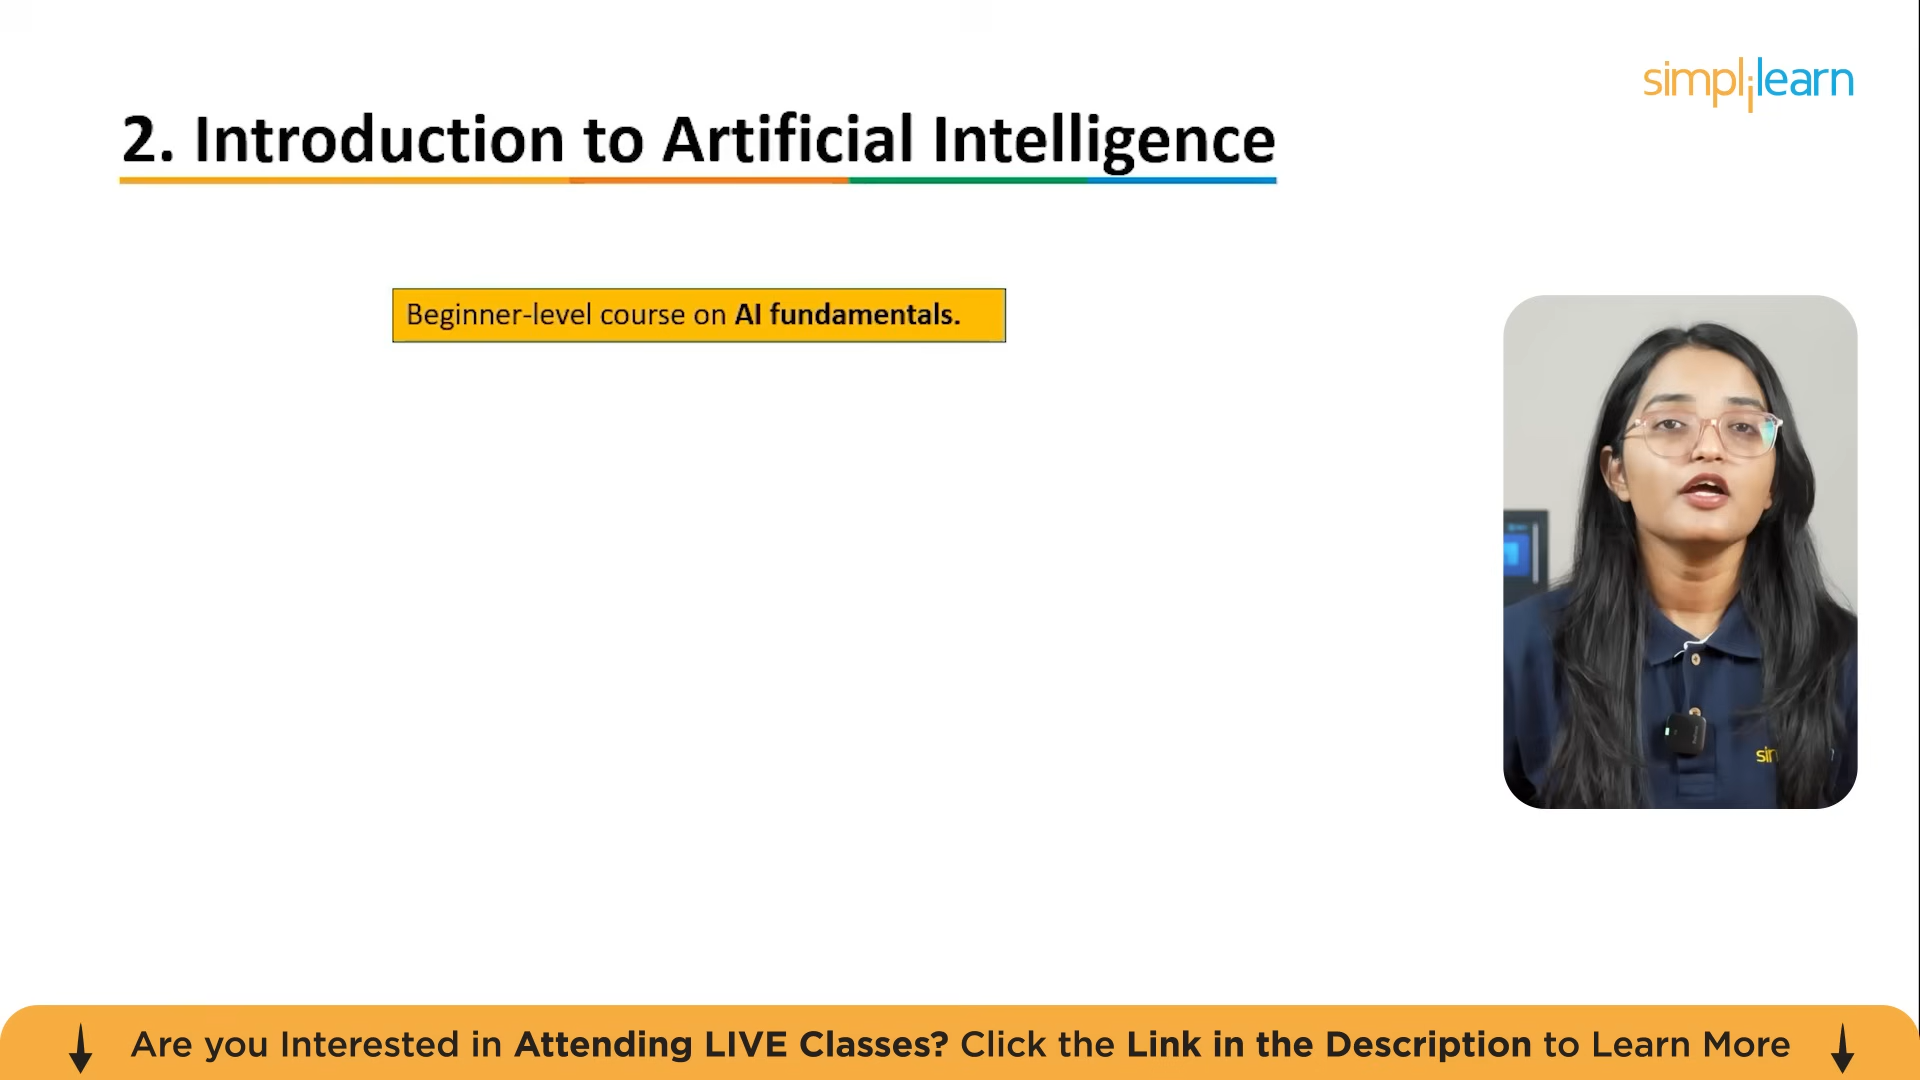 simplilearn
2. Introduction to Artificial Intelligence
Beginner-level course on AI fundamentals.
Are you Interested in Attending LIVE Classes? Click the Link in the Description to Learn More